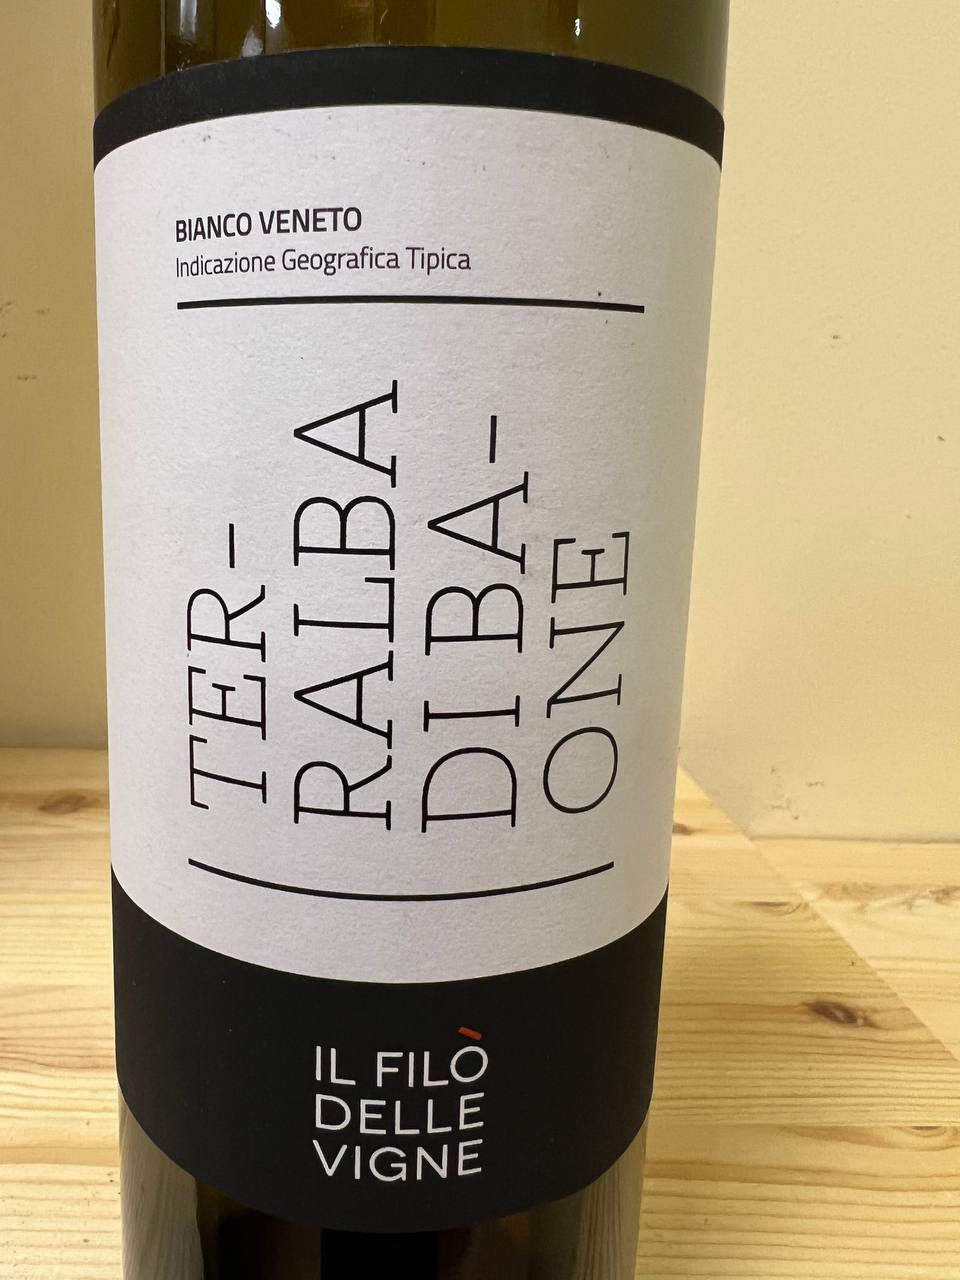 BIANCO VENETO
Indicazione Geografica Tipica
TER-
RALBA
DIBA-
ONE
IL FILÒ
DELLE
VIGNE